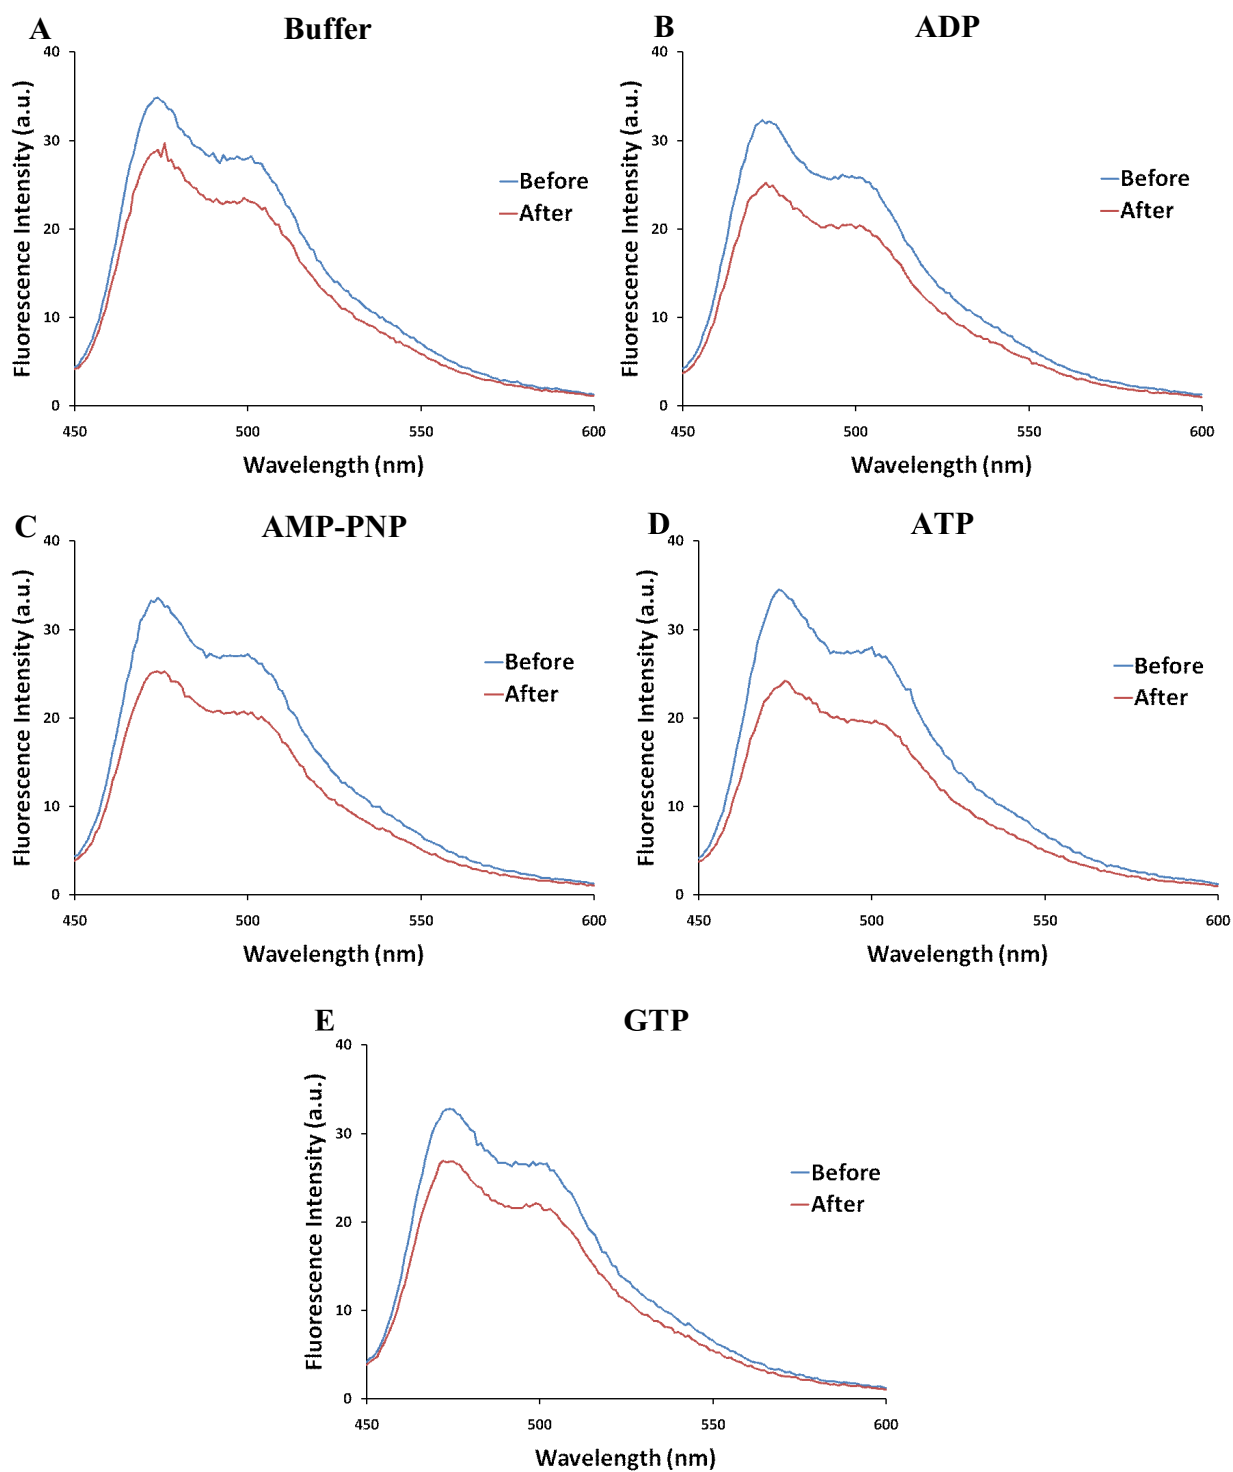 A
Buffer
40
30
20
10
0
450
500
550
600
Fluorescence Intensity (a.u.)
Wavelength (nm)
Before
After
B
ADP
40
30
20
10
0
450
500
550
600
Fluorescence Intensity (a.u.)
Wavelength (nm)
Before
After
C
AMP-PNP
40
30
20
10
0
450
500
550
600
Fluorescence Intensity (a.u.)
Wavelength (nm)
Before
After
D
ATP
40
30
20
10
0
450
500
550
600
Fluorescence Intensity (a.u.)
Wavelength (nm)
Before
After
E
GTP
40
30
20
10
0
450
500
550
600
Fluorescence Intensity (a.u.)
Wavelength (nm)
Before
After